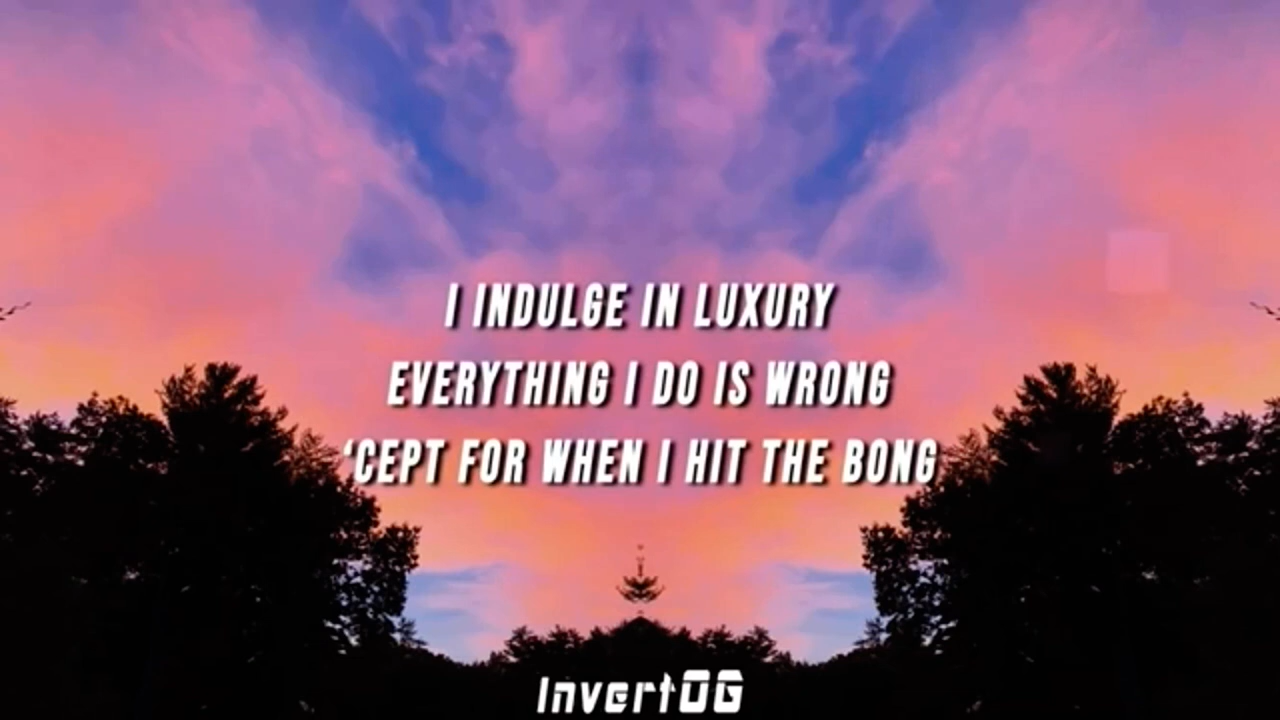 I INDULGE IN LUXURY
EVERYTHING I DO IS WRONG
‘CEPT FOR WHEN I HIT THE BONG
InvertOG